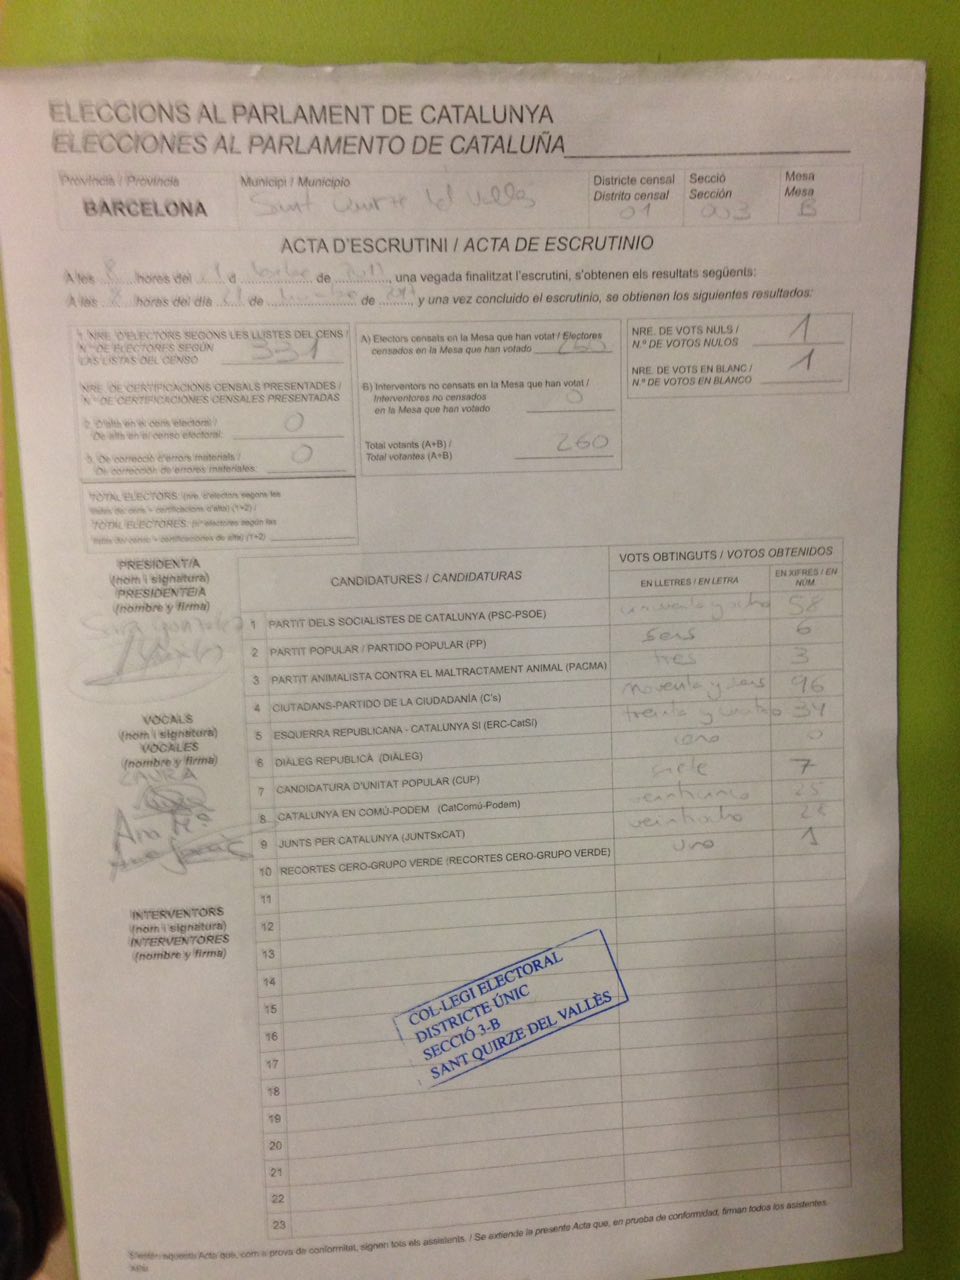 ELECCIONS AL PARLAMENT DE CATALUNYA
ELECCIONES AL PARLAMENTO DE CATALUÑA
Província / Provincia
BARCELONA
Municipi / Municipio
Sant Quirze del Vallès
Districte censal
Distrito censal
01
Secció
Sección
003
Mesa
Mesa
B
ACTA D'ESCRUTINI / ACTA DE ESCRUTINIO
A les 8 hores del d de , una vegada finalitzat l'escrutini, s'obtenen els resultats següents:
A las 8 hores del día 21 de de , y una vez concluido el escrutinio, se obtienen los siguientes resultados:
1. NRE. D'ELECTORS SEGONS LES LLISTES DEL CENS /
N.º DE ELECTORES SEGÚN
LAS LISTAS DEL CENSO 331
NRE. DE CERTIFICACIONS CENSALS PRESENTADES /
N.º DE CERTIFICACIONES CENSALES PRESENTADAS
2. D'alta en el cens electoral /
De alta en el censo electoral: 0
3. De correcció d'errors materials /
De corrección de errores materiales: 0
TOTAL ELECTORS: (nre. d'electors segons les
llistes del cens + certificacions d'alta) (1+2) /
TOTAL ELECTORES: (n.º electores según las
listas del censo + certificaciones de alta) (1+2)
A) Electors censats en la Mesa que han votat / Electores
censados en la Mesa que han votado 260
B) Interventors no censats en la Mesa que han votat /
Interventores no censados
en la Mesa que han votado 0
Total votants (A+B) /
Total votantes (A+B) 260
NRE. DE VOTS NULS /
N.º DE VOTOS NULOS 1
NRE. DE VOTS EN BLANC /
N.º DE VOTOS EN BLANCO 1
PRESIDENT/A
(nom i signatura)
PRESIDENTE/A
(nombre y firma)
VOCALS
(nom i signatura)
VOCALES
(nombre y firma)
LAURA
Ana
INTERVENTORS
(nom i signatura)
INTERVENTORES
(nombre y firma)
CANDIDATURES / CANDIDATURAS
VOTS OBTINGUTS / VOTOS OBTENIDOS
EN LLETRES / EN LETRA
EN XIFRES / EN NÚM.
1 PARTIT DELS SOCIALISTES DE CATALUNYA (PSC-PSOE) cincuenta y ocho 58
2 PARTIT POPULAR / PARTIDO POPULAR (PP) seis 6
3 PARTIT ANIMALISTA CONTRA EL MALTRACTAMENT ANIMAL (PACMA) tres 3
4 CIUTADANS-PARTIDO DE LA CIUDADANÍA (C's) noventa y seis 96
5 ESQUERRA REPUBLICANA - CATALUNYA SÍ (ERC-CatSí) treinta y cuatro 34
6 DIÀLEG REPUBLICÀ (DIÀLEG) cero 0
7 CANDIDATURA D'UNITAT POPULAR (CUP) siete 7
8 CATALUNYA EN COMÚ-PODEM (CatComú-Podem) veinticinco 25
9 JUNTS PER CATALUNYA (JUNTSxCAT) veintiocho 28
10 RECORTES CERO-GRUPO VERDE (RECORTES CERO-GRUPO VERDE) uno 1
11
12
13
14
15
16
17
18
19
20
21
22
23
COL·LEGI ELECTORAL
DISTRICTE ÚNIC
SECCIÓ 3-B
SANT QUIRZE DEL VALLÈS
S'estén aquesta Acta que, com a prova de conformitat, signen tots els assistents. / Se extiende la presente Acta que, en prueba de conformidad, firman todos los asistentes.